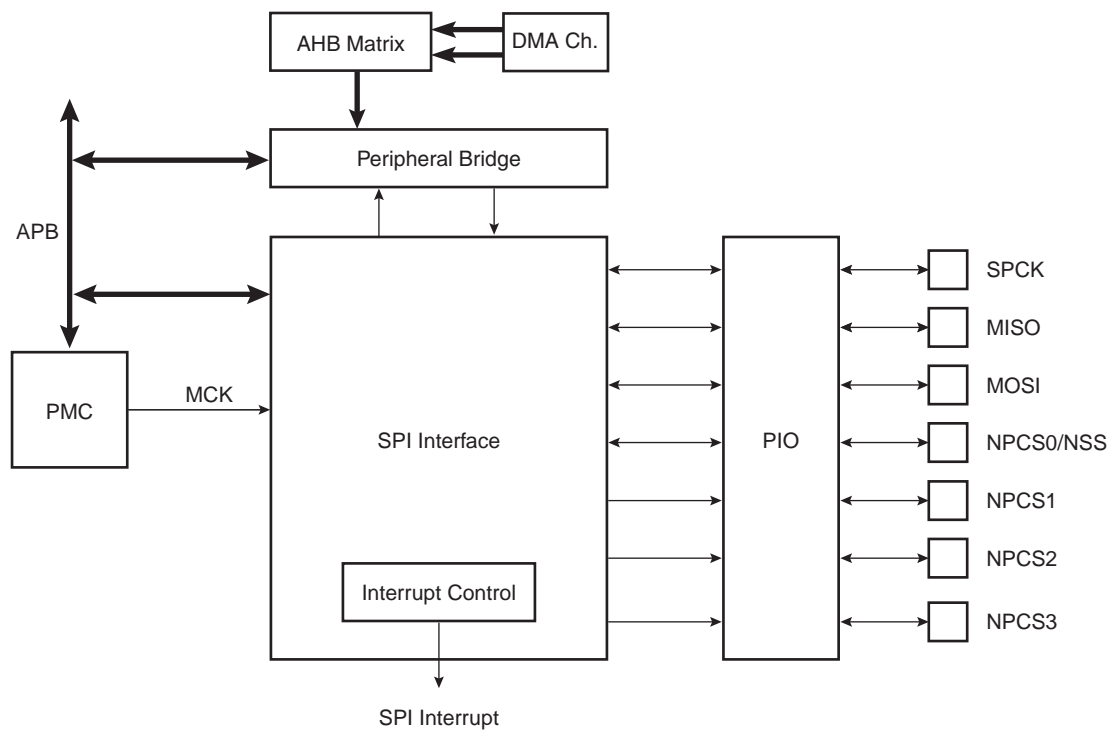 AHB Matrix
DMA Ch.
Peripheral Bridge
APB
PMC
MCK
SPI Interface
Interrupt Control
SPI Interrupt
PIO
SPCK
MISO
MOSI
NPCS0/NSS
NPCS1
NPCS2
NPCS3